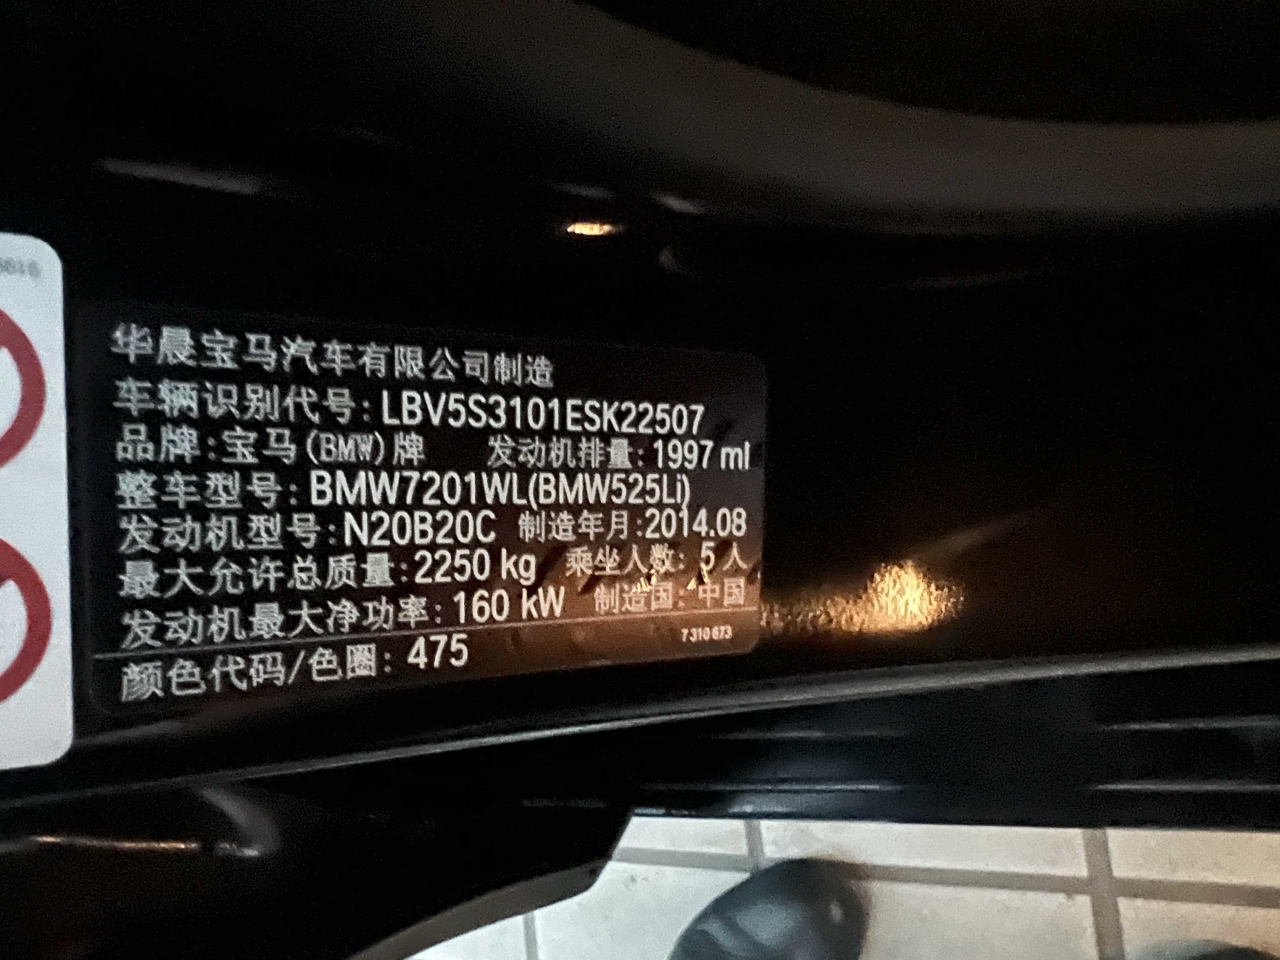 华晨宝马汽车有限公司制造
车辆识别代号: LBV5S3101ESK22507
品牌: 宝马(BMW)牌 发动机排量: 1997 ml
整车型号: BMW7201WL(BMW525Li)
发动机型号: N20B20C 制造年月: 2014.08
最大允许总质量: 2250 kg 乘坐人数: 5 人
发动机最大净功率: 160 kW 制造国: 中国
7310673
颜色代码/色圈: 475